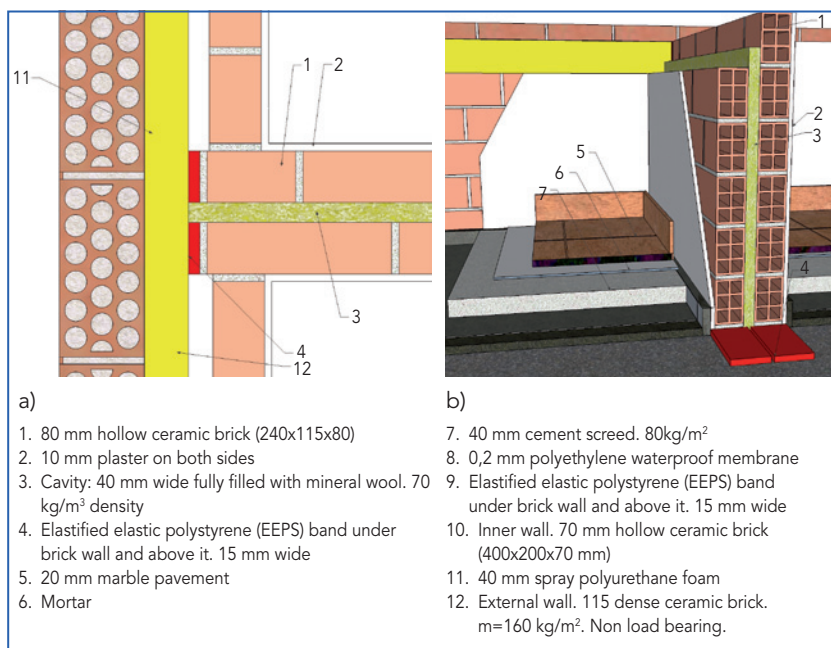 1
2
11
3
4
12
1
2
3
5
6
7
4
a)
1. 80 mm hollow ceramic brick (240x115x80)
2. 10 mm plaster on both sides
3. Cavity: 40 mm wide fully filled with mineral wool. 70
kg/m³ density
4. Elastified elastic polystyrene (EEPS) band under
brick wall and above it. 15 mm wide
5. 20 mm marble pavement
6. Mortar
b)
7. 40 mm cement screed. 80kg/m²
8. 0,2 mm polyethylene waterproof membrane
9. Elastified elastic polystyrene (EEPS) band
under brick wall and above it. 15 mm wide
10. Inner wall. 70 mm hollow ceramic brick
(400x200x70 mm)
11. 40 mm spray polyurethane foam
12. External wall. 115 dense ceramic brick.
m=160 kg/m². Non load bearing.